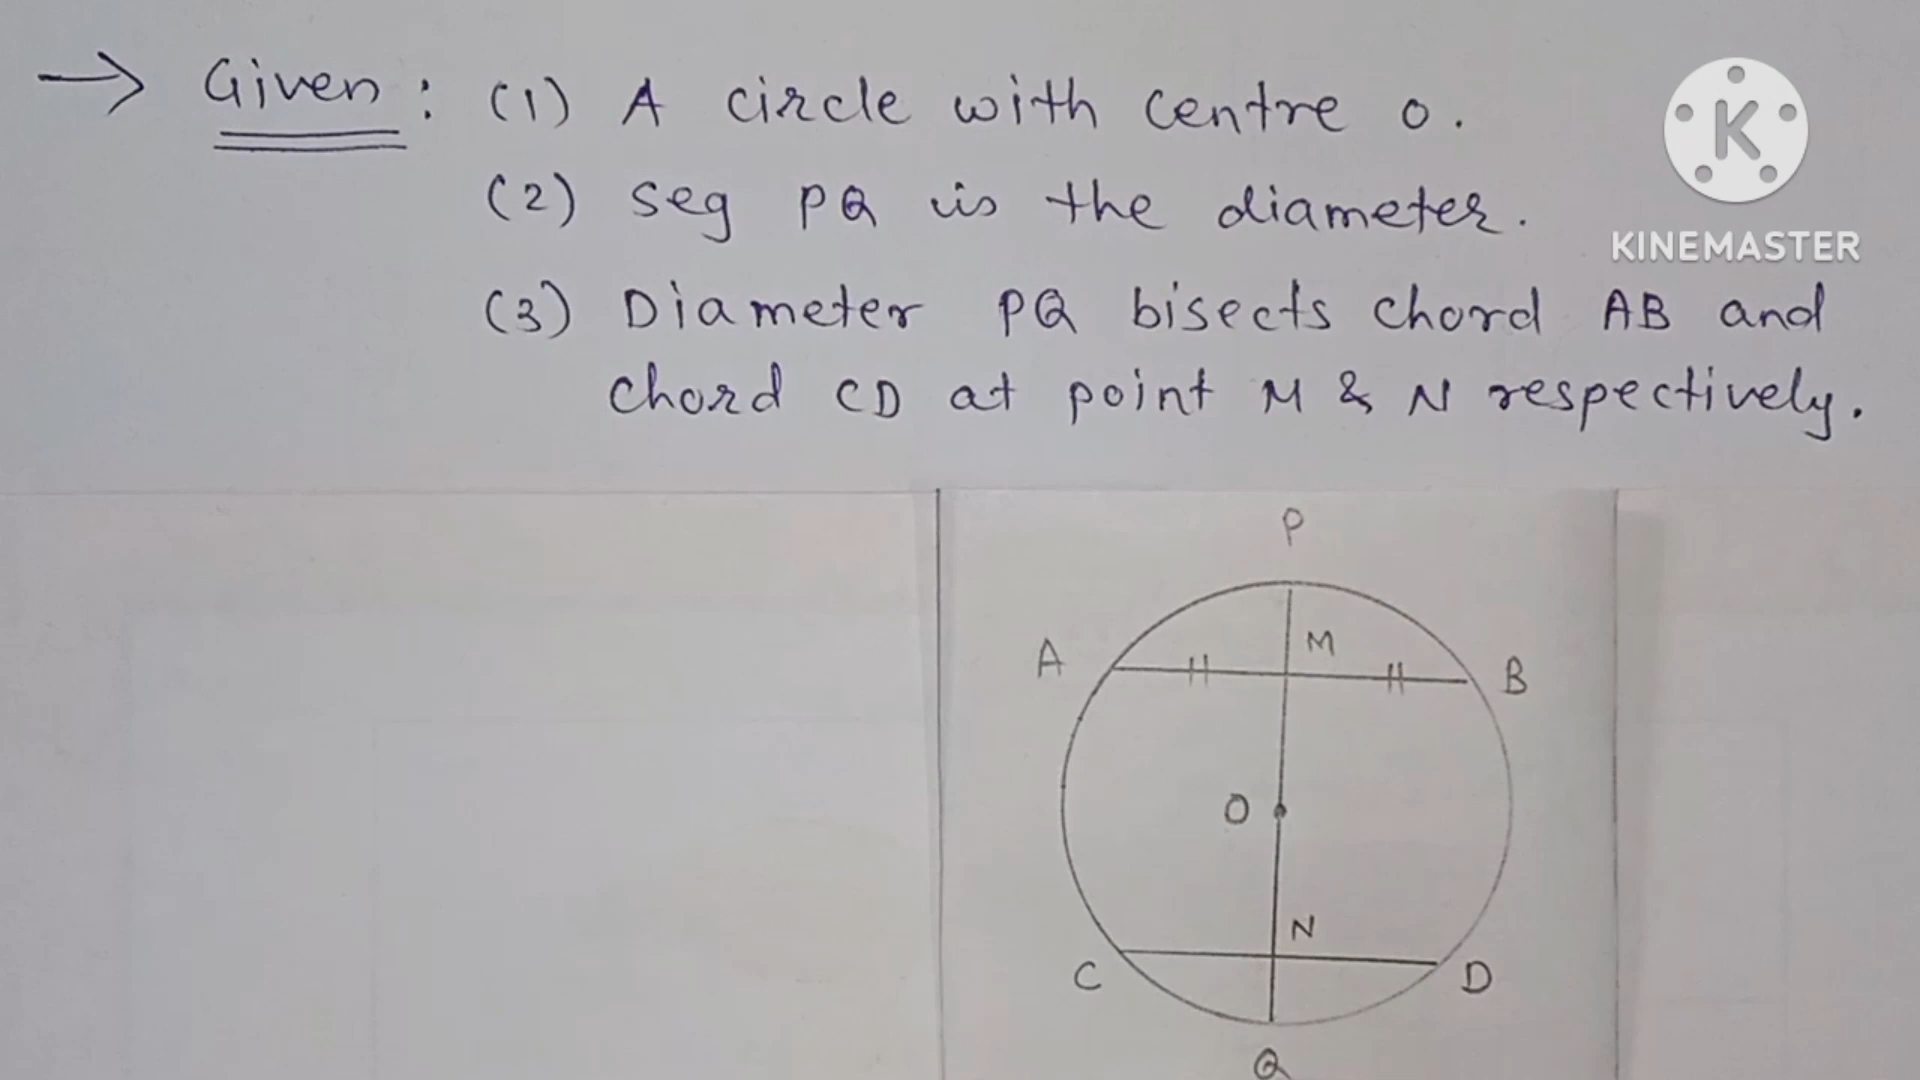 → Given : (1) A circle with centre o.
(2) seg PQ is the diameter.
(3) Diameter PQ bisects chord AB and
chord CD at point M & N respectively.
K
KINEMASTER
P
A
M
B
O
N
C
D
Q